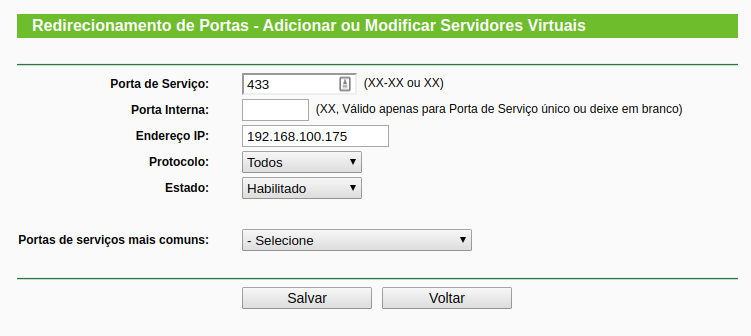 Redirecionamento de Portas - Adicionar ou Modificar Servidores Virtuais
Porta de Serviço: 433 (XX-XX ou XX)
Porta Interna: (XX, Válido apenas para Porta de Serviço único ou deixe em branco)
Endereço IP: 192.168.100.175
Protocolo: Todos
Estado: Habilitado
Portas de serviços mais comuns: - Selecione
Salvar Voltar